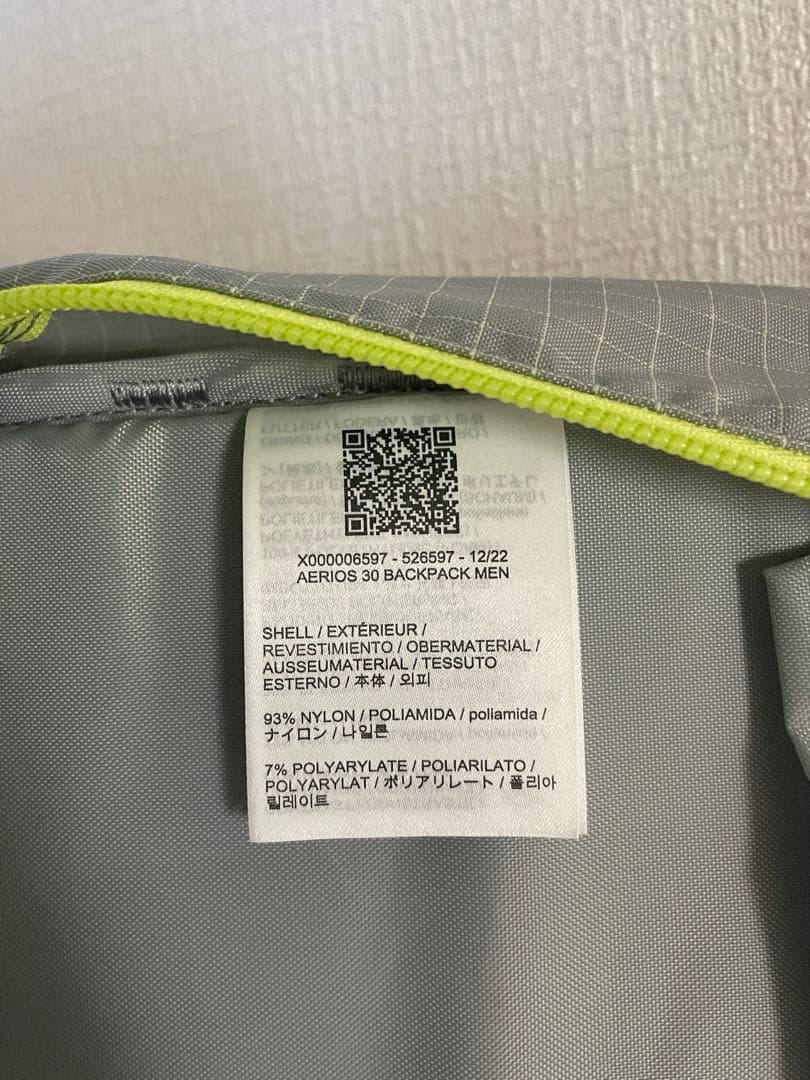 X000006597 - 526597 - 12/22
AERIOS 30 BACKPACK MEN
SHELL / EXTÉRIEUR /
REVESTIMIENTO / OBERMATERIAL /
AUSSEUMATERIAL / TESSUTO
ESTERNO / 本体 / 외피
93% NYLON / POLIAMIDA / poliamida /
ナイロン / 나일론
7% POLYARYLATE / POLIARILATO /
POLYARYLAT / ポリアリレート / 폴리아
릴레이트